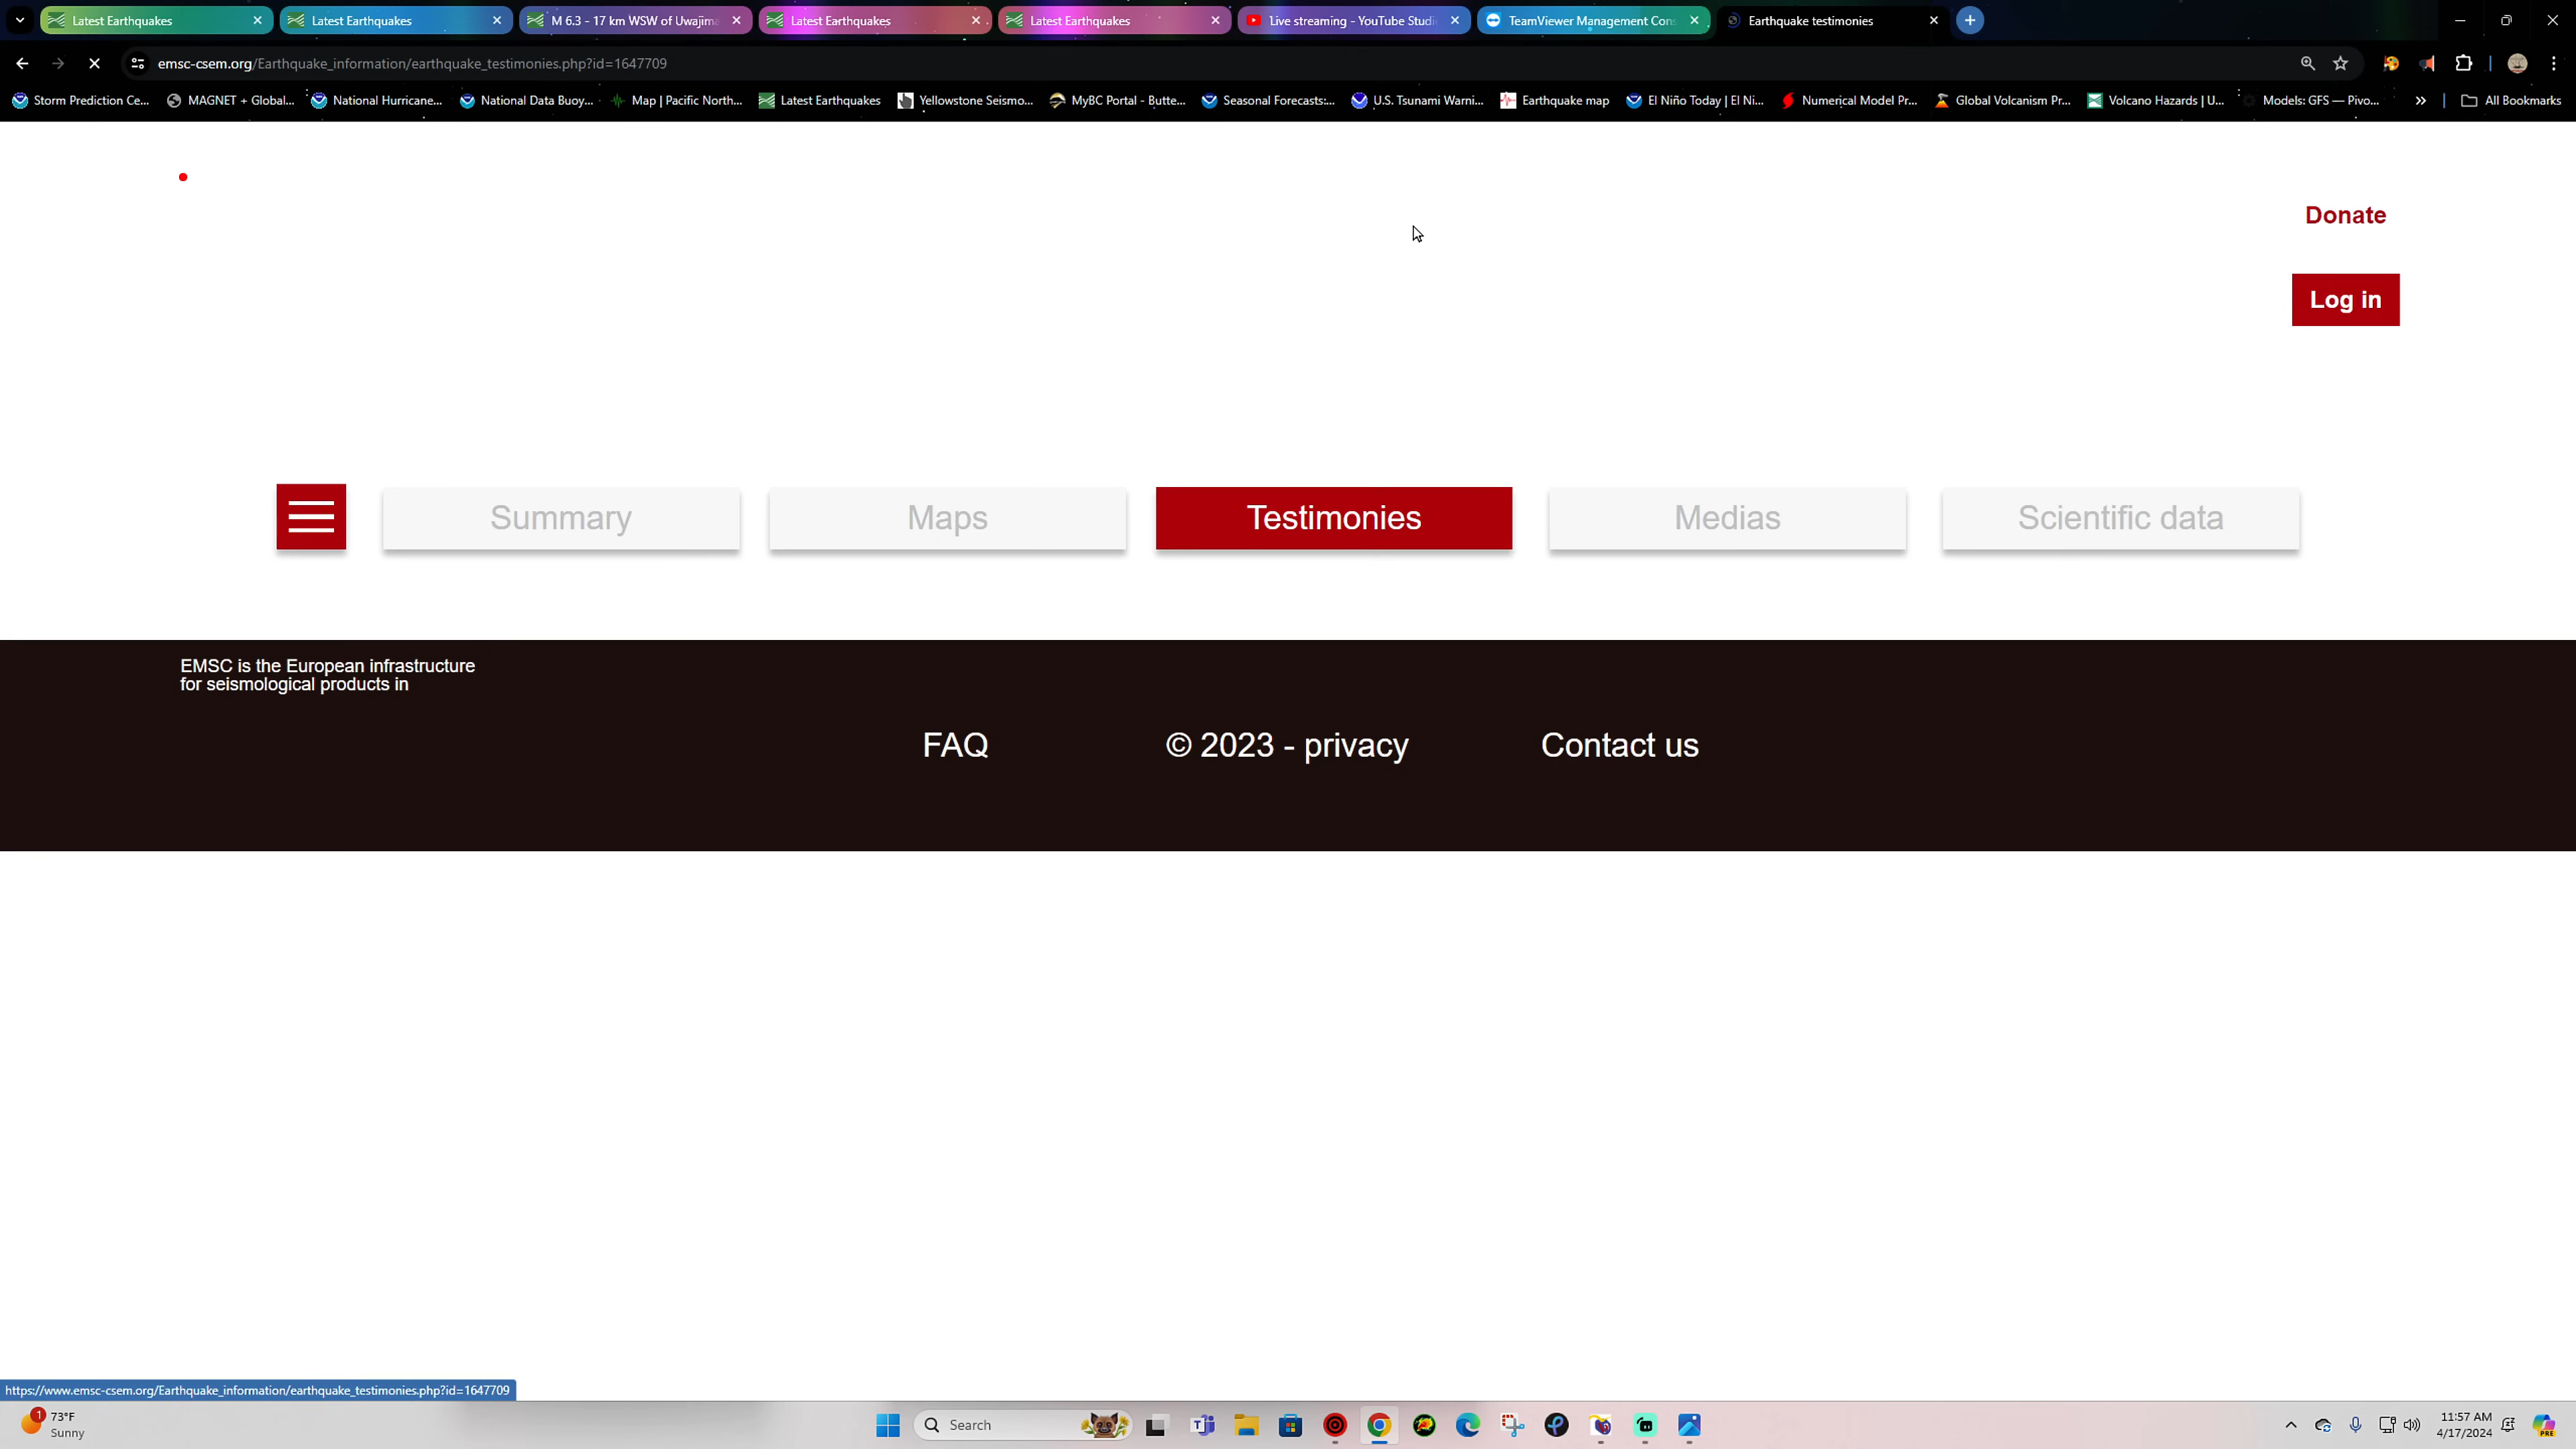 Latest Earthquakes
Latest Earthquakes
M 6.3 - 17 km WSW of Uwajima
Latest Earthquakes
Latest Earthquakes
Live streaming - YouTube Studi
TeamViewer Management Cons
Earthquake testimonies
emsc-csem.org/Earthquake_information/earthquake_testimonies.php?id=1647709
Storm Prediction Ce...
MAGNET + Global...
National Hurricane...
National Data Buoy...
Map | Pacific North...
Latest Earthquakes
Yellowstone Seismo...
MyBC Portal - Butte...
Seasonal Forecasts:...
U.S. Tsunami Warni...
Earthquake map
El Niño Today | El Ni...
Numerical Model Pr...
Global Volcanism Pr...
Volcano Hazards | U...
Models: GFS — Pivo...
All Bookmarks
Donate
Log in
Summary
Maps
Testimonies
Medias
Scientific data
EMSC is the European infrastructure
for seismological products in
FAQ
© 2023 - privacy
Contact us
https://www.emsc-csem.org/Earthquake_information/earthquake_testimonies.php?id=1647709
1
73°F
Sunny
Search
11:57 AM
4/17/2024
PRE